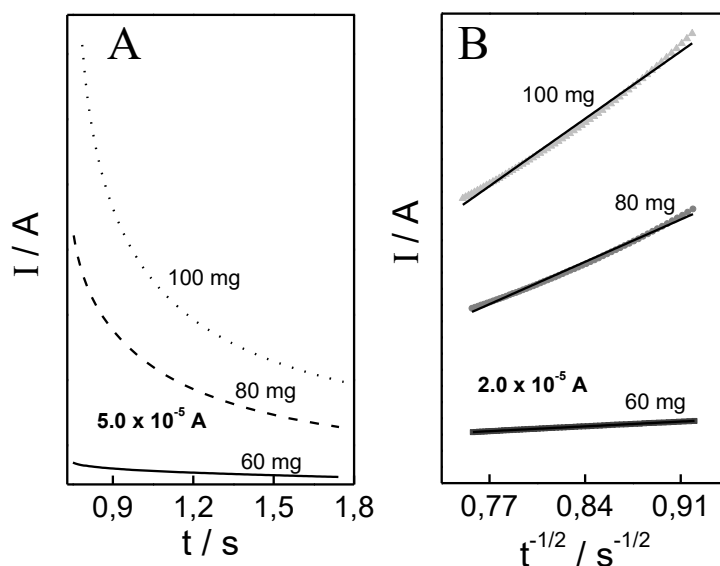 A
100 mg
80 mg
5.0 x 10⁻⁵ A
60 mg
I / A
0,9 1,2 1,5 1,8
t / s
B
100 mg
80 mg
2.0 x 10⁻⁵ A
60 mg
I / A
0,77 0,84 0,91
t⁻¹/² / s⁻¹/²